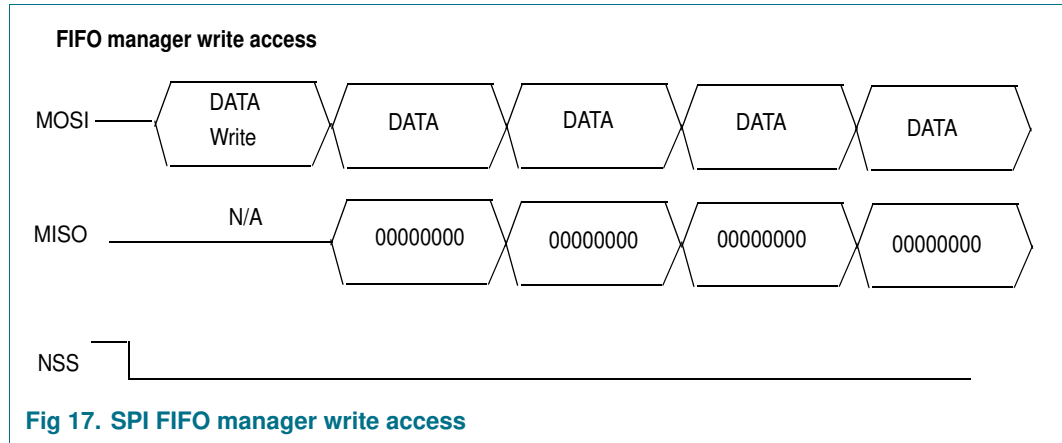 FIFO manager write access
MOSI
DATA
Write
DATA
DATA
DATA
DATA
MISO
N/A
00000000
00000000
00000000
00000000
NSS
Fig 17. SPI FIFO manager write access